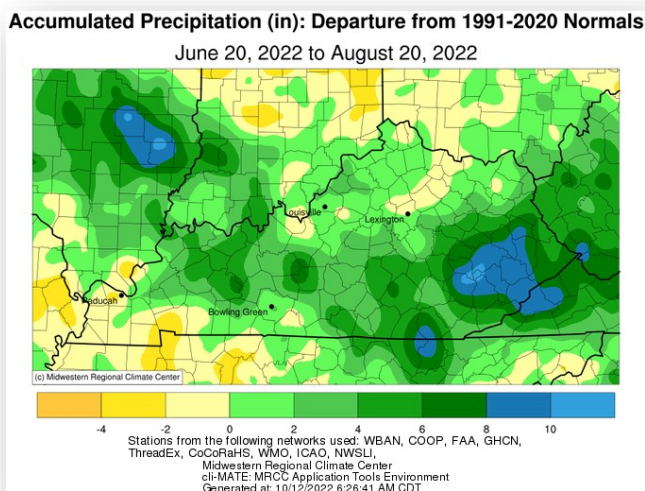 Accumulated Precipitation (in): Departure from 1991-2020 Normals
June 20, 2022 to August 20, 2022
Louisville
Lexington
Paducah
Bowling Green
(c) Midwestern Regional Climate Center
-4 -2 0 2 4 6 8 10
Stations from the following networks used: WBAN, COOP, FAA, GHCN,
ThreadEx, CoCoRaHS, WMO, ICAO, NWSLI,
Midwestern Regional Climate Center
cli-MATE: MRCC Application Tools Environment
Generated at: 10/12/2022 6:26:41 AM CDT